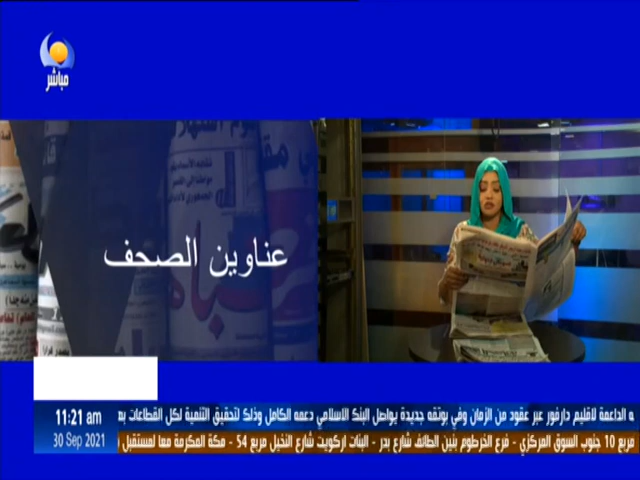 مباشر
عناوين الصحف
11:21 am
ه الداعمة لاقليم دارفور عبر عقود من الزمان وفي بوتقه جديدة يواصل البنك الاسلامي دعمه الكامل وذلك لتحقيق التنمية لكل القطاعات بم
30 Sep 2021
مربع 10 جنوب السوق المركزي - فرع الخرطوم بنين الطائف شارع بدر - البنات اركويت شارع النخيل مربع 54 - مكة المكرمة معا لمستقبل